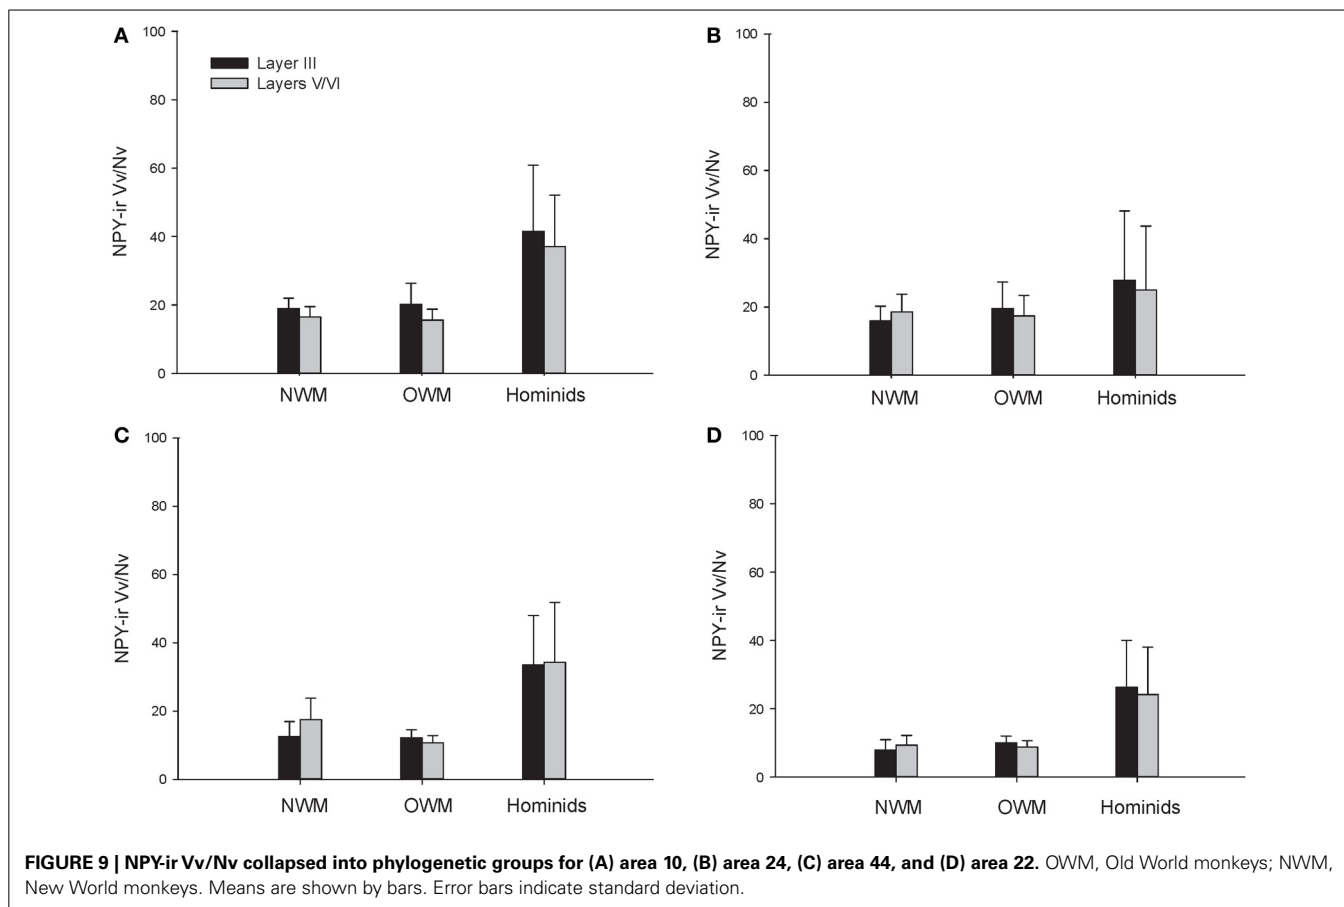 A
100
80
60
40
20
0
NPY-ir Vv/Nv
Layer III
Layers V/VI
NWM OWM Hominids
B
100
80
60
40
20
0
NPY-ir Vv/Nv
NWM OWM Hominids
C
100
80
60
40
20
0
NPY-ir Vv/Nv
NWM OWM Hominids
D
100
80
60
40
20
0
NPY-ir Vv/Nv
NWM OWM Hominids
FIGURE 9 | NPY-ir Vv/Nv collapsed into phylogenetic groups for (A) area 10, (B) area 24, (C) area 44, and (D) area 22. OWM, Old World monkeys; NWM,
New World monkeys. Means are shown by bars. Error bars indicate standard deviation.